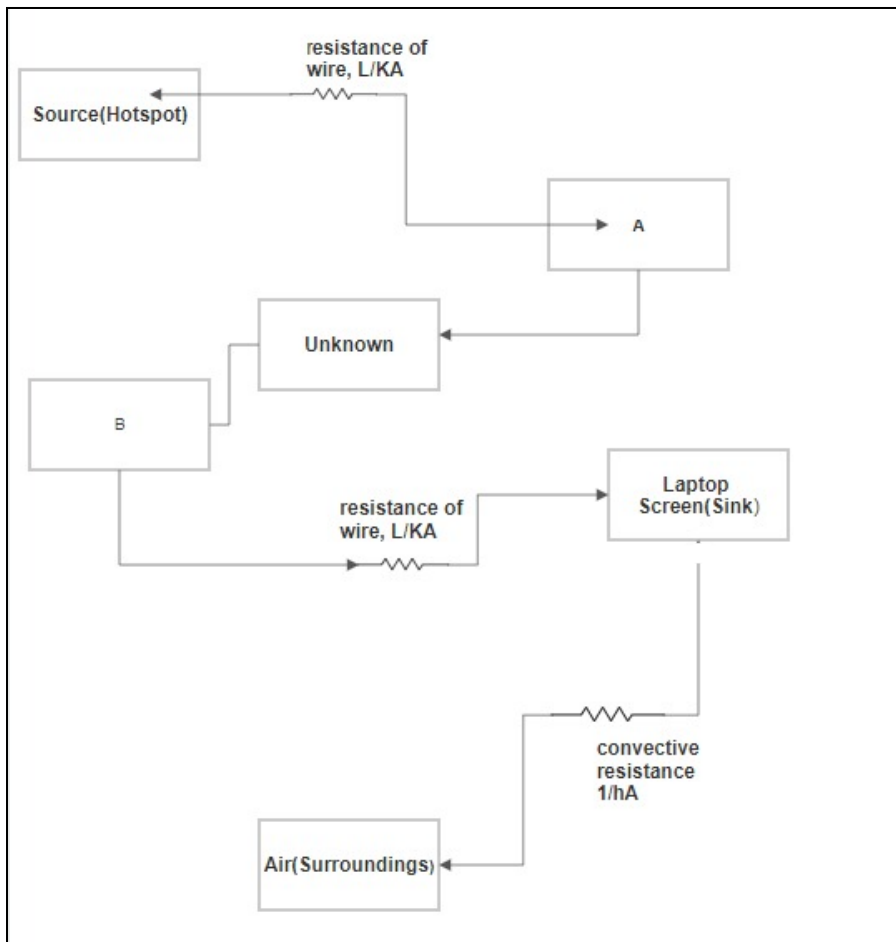 resistance of
wire, L/KA
Source(Hotspot)
A
Unknown
B
Laptop
Screen(Sink)
resistance of
wire, L/KA
convective
resistance
1/hA
Air(Surroundings)